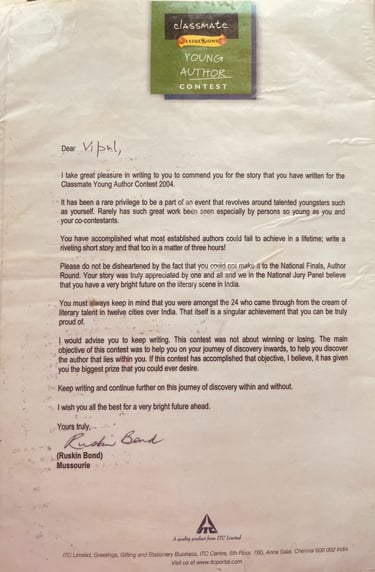 classmate
EXPRESSIONS
YOUNG
AUTHOR
CONTEST
Dear Vipul,
I take great pleasure in writing to you to commend you for the story that you have written for the
Classmate Young Author Contest 2004.
It has been a rare privilege to be a part of an event that revolves around talented youngsters such
as yourself. Rarely has such great work been seen especially by persons so young as you and
your co-contestants.
You have accomplished what most established authors could fail to achieve in a lifetime; write a
riveting short story and that too in a matter of three hours!
Please do not be disheartened by the fact that you could not make it to the National Finals, Author
Round. Your story was truly appreciated by one and all and we in the National Jury Panel believe
that you have a very bright future on the literary scene in India.
You must always keep in mind that you were amongst the 24 who came through from the cream of
literary talent in twelve cities over India. That itself is a singular achievement that you can be truly
proud of.
I would advise you to keep writing. This contest was not about winning or losing. The main
objective of this contest was to help you on your journey of discovery inwards, to help you discover
the author that lies within you. If this contest has accomplished that objective, I believe, it has given
you the biggest prize that you could ever desire.
Keep writing and continue further on this journey of discovery within and without.
I wish you all the best for a very bright future ahead.
Yours truly,
Ruskin Bond
(Ruskin Bond)
Mussourie
ITC
A quality product from ITC Limited
ITC Limited, Greetings, Gifting and Stationery Business, ITC Centre, 6th Floor, 760, Anna Salai, Chennai 600 002 India
Visit us at www.itcportal.com